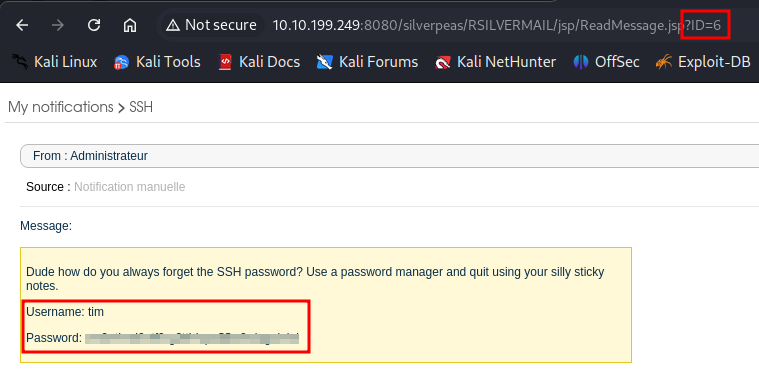 Not secure 10.10.199.249:8080/silverpeas/RSILVERMAIL/jsp/ReadMessage.jsp?ID=6
Kali Linux Kali Tools Kali Docs Kali Forums Kali NetHunter OffSec Exploit-DB
My notifications > SSH
From : Administrateur
Source : Notification manuelle
Message:
Dude how do you always forget the SSH password? Use a password manager and quit using your silly sticky
notes.
Username: tim
Password: